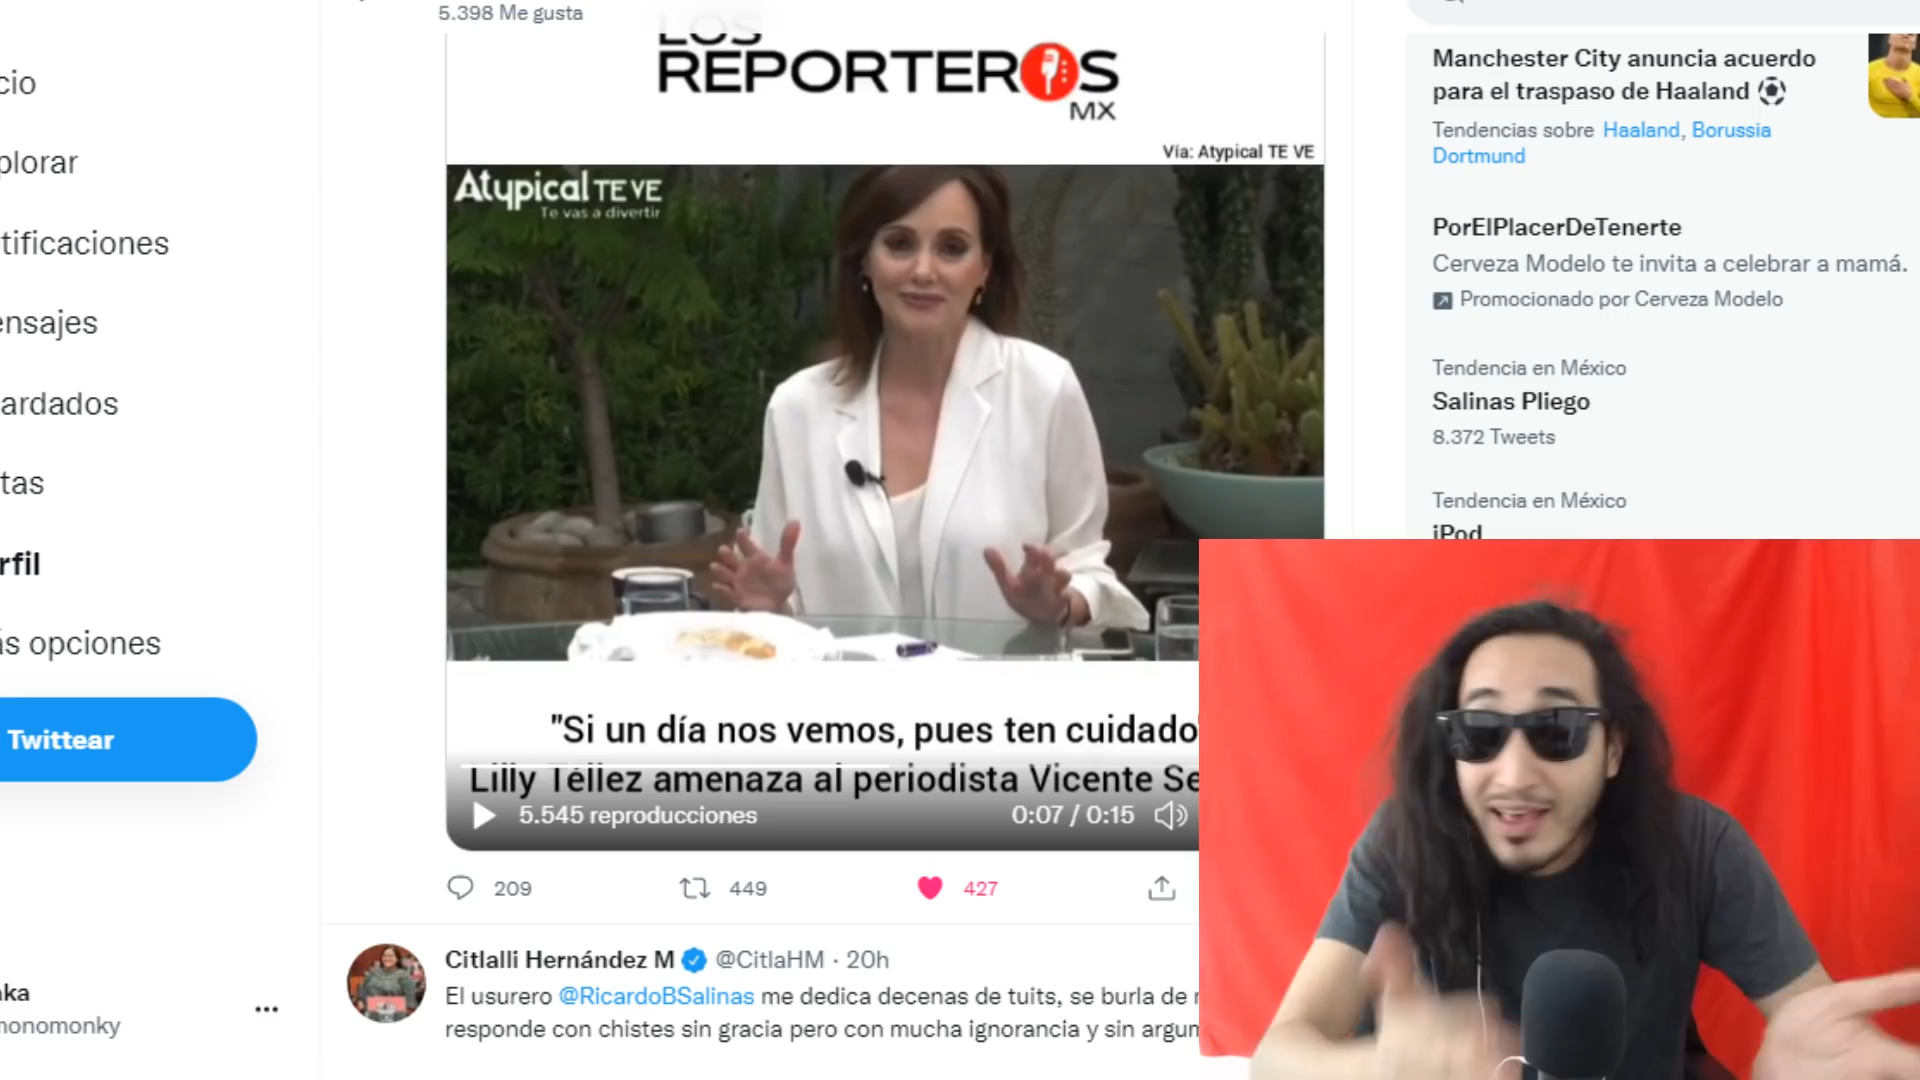 5.398 Me gusta
LOS
REPORTEROS
MX
Vía: Atypical TE VE
Atypical TE VE
Te vas a divertir
"Si un día nos vemos, pues ten cuidado
Lilly Téllez amenaza al periodista Vicente Se
5.545 reproducciones
0:07 / 0:15
209
449
427
Citlalli Hernández M @CitlaHM · 20h
El usurero @RicardoBSalinas me dedica decenas de tuits, se burla de
responde con chistes sin gracia pero con mucha ignorancia y sin argum
cio
plorar
tificaciones
ensajes
ardados
tas
rfil
ás opciones
Twittear
ka
monomonky
Manchester City anuncia acuerdo
para el traspaso de Haaland
Tendencias sobre Haaland, Borussia
Dortmund
PorElPlacerDeTenerte
Cerveza Modelo te invita a celebrar a mamá.
Promocionado por Cerveza Modelo
Tendencia en México
Salinas Pliego
8.372 Tweets
Tendencia en México
iPod